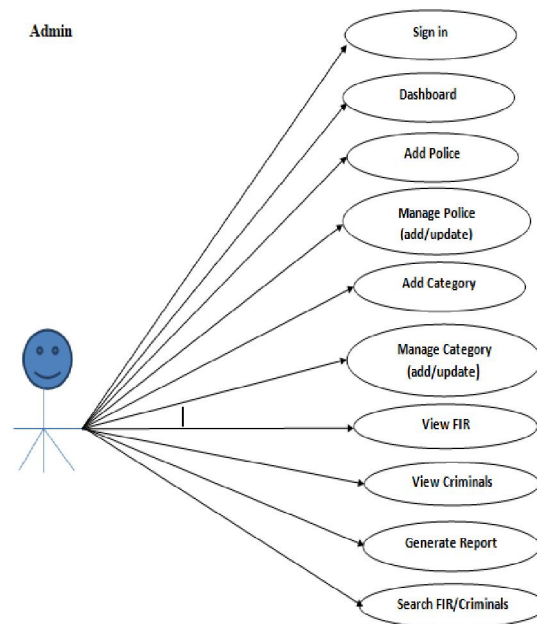 Admin
Sign in
Dashboard
Add Police
Manage Police
(add/update)
Add Category
Manage Category
(add/update)
View FIR
View Criminals
Generate Report
Search FIR/Criminals